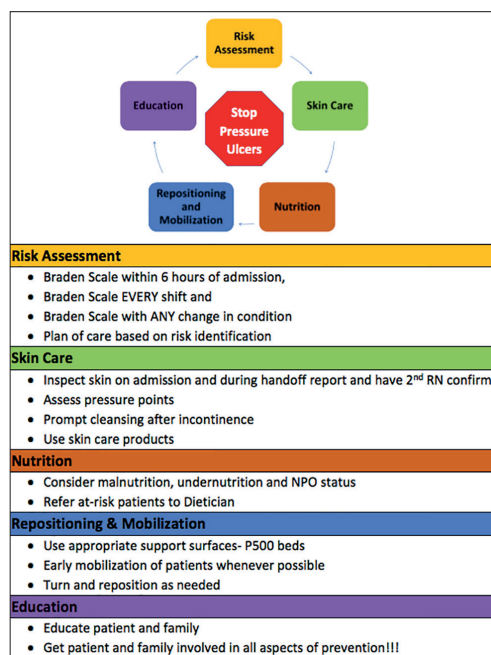 Risk
Assessment
Education
Stop
Pressure
Ulcers
Skin Care
Repositioning
and
Mobilization
Nutrition
Risk Assessment
• Braden Scale within 6 hours of admission,
• Braden Scale EVERY shift and
• Braden Scale with ANY change in condition
• Plan of care based on risk identification
Skin Care
• Inspect skin on admission and during handoff report and have 2nd RN confirm
• Assess pressure points
• Prompt cleansing after incontinence
• Use skin care products
Nutrition
• Consider malnutrition, undernutrition and NPO status
• Refer at-risk patients to Dietician
Repositioning & Mobilization
• Use appropriate support surfaces- P500 beds
• Early mobilization of patients whenever possible
• Turn and reposition as needed
Education
• Educate patient and family
• Get patient and family involved in all aspects of prevention!!!